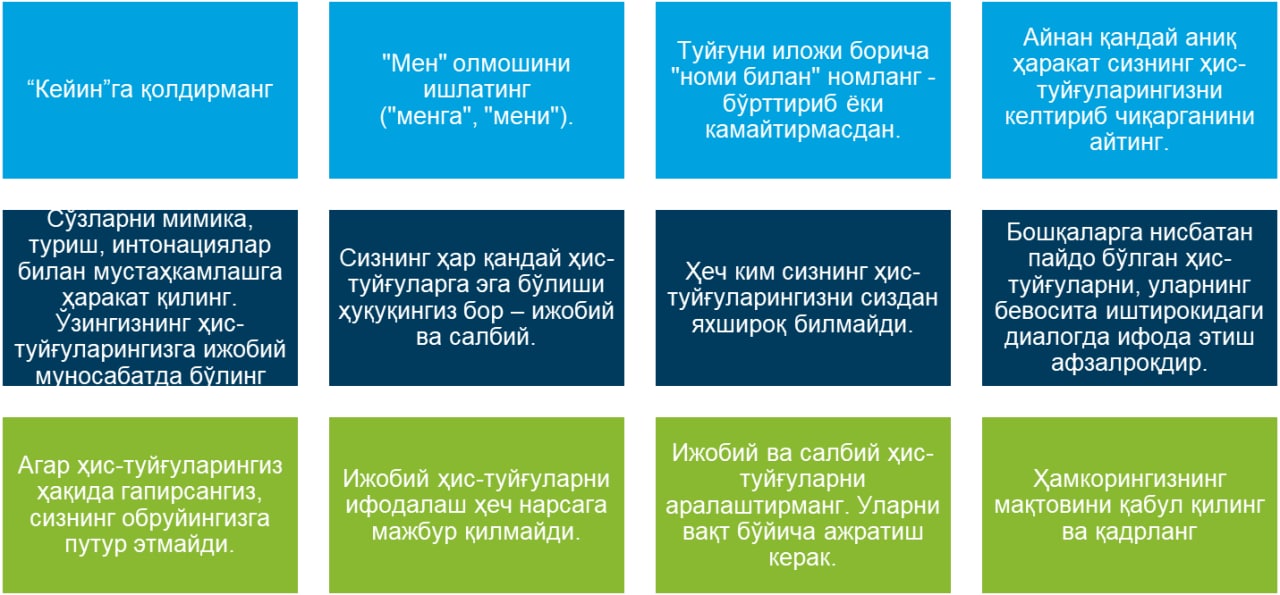 “Кейин”га қолдирманг
"Мен" олмошини
ишлатинг
("менга", "мени").
Туйғуни иложи борича
"номи билан" номланг -
бўрттириб ёки
камайтирмасдан.
Айнан қандай аниқ
ҳаракат сизнинг ҳис-
туйғуларингизни
келтириб чиқарганини
айтинг.
Сўзларни мимика,
туриш, интонациялар
билан мустаҳкамлашга
ҳаракат қилинг.
Ўзингизнинг ҳис-
туйғуларингизга ижобий
муносабатда бўлинг
Сизнинг ҳар қандай ҳис-
туйғуларга эга бўлиши
ҳуқуқингиз бор – ижобий
ва салбий.
Ҳеч ким сизнинг ҳис-
туйғуларингизни сиздан
яхшироқ билмайди.
Бошқаларга нисбатан
пайдо бўлган ҳис-
туйғуларни, уларнинг
бевосита иштирокидаги
диалогда ифода этиш
афзалроқдир.
Агар ҳис-туйғуларингиз
ҳақида гапирсангиз,
сизнинг обруйингизга
путур этмайди.
Ижобий ҳис-туйғуларни
ифодалаш ҳеч нарсага
мажбур қилмайди.
Ижобий ва салбий ҳис-
туйғуларни
аралаштирманг. Уларни
вақт бўйича ажратиш
керак.
Ҳамкорингизнинг
мақтовини қабул қилинг
ва қадрланг